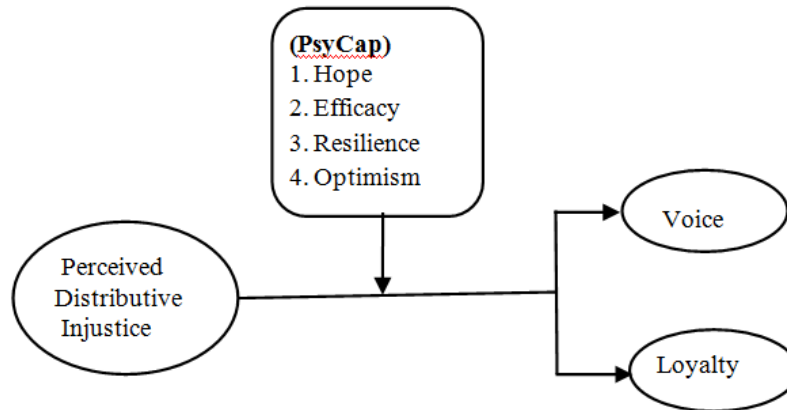 (PsyCap)
1. Hope
2. Efficacy
3. Resilience
4. Optimism
Perceived
Distributive
Injustice
Voice
Loyalty